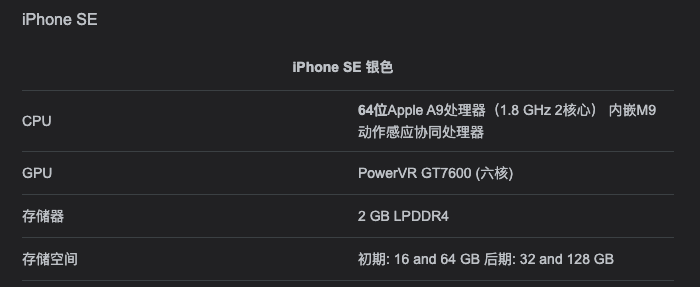 iPhone SE
iPhone SE 银色
CPU 64位Apple A9处理器（1.8 GHz 2核心） 内嵌M9
动作感应协同处理器
GPU PowerVR GT7600 (六核)
存储器 2 GB LPDDR4
存储空间 初期: 16 and 64 GB 后期: 32 and 128 GB